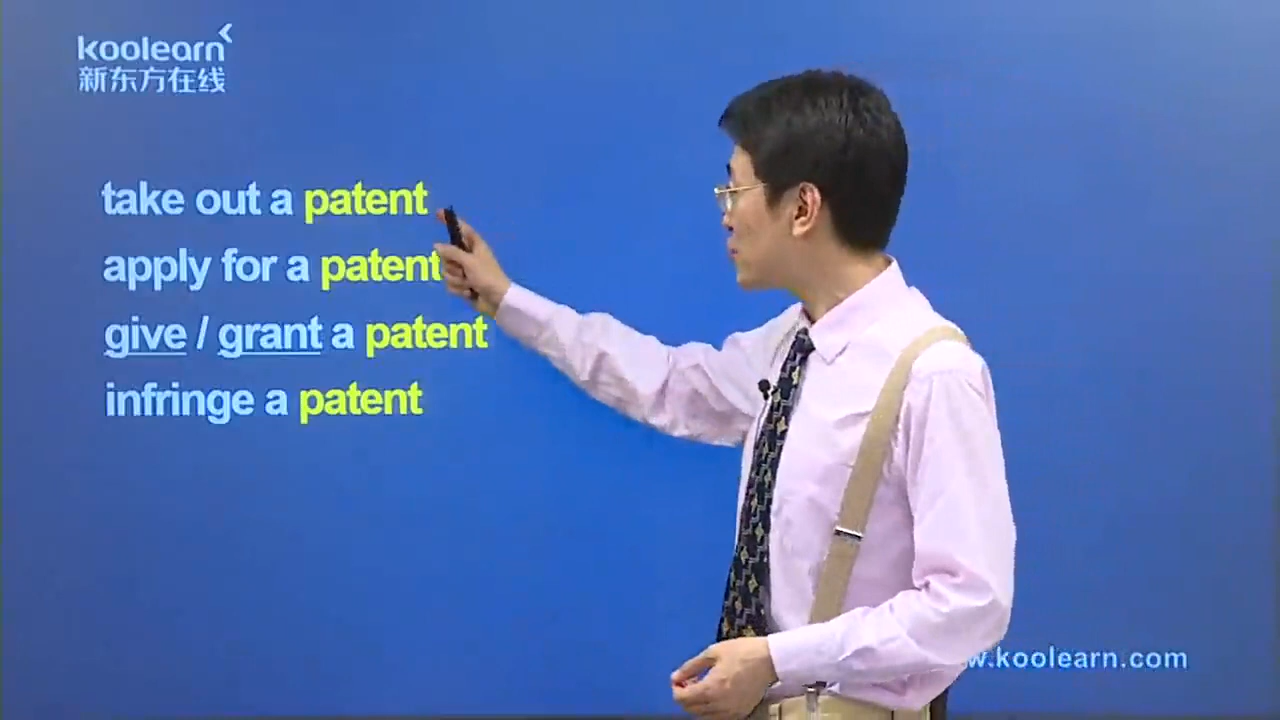 koolearn
新东方在线
take out a patent
apply for a patent
give / grant a patent
infringe a patent
w.koolearn.com